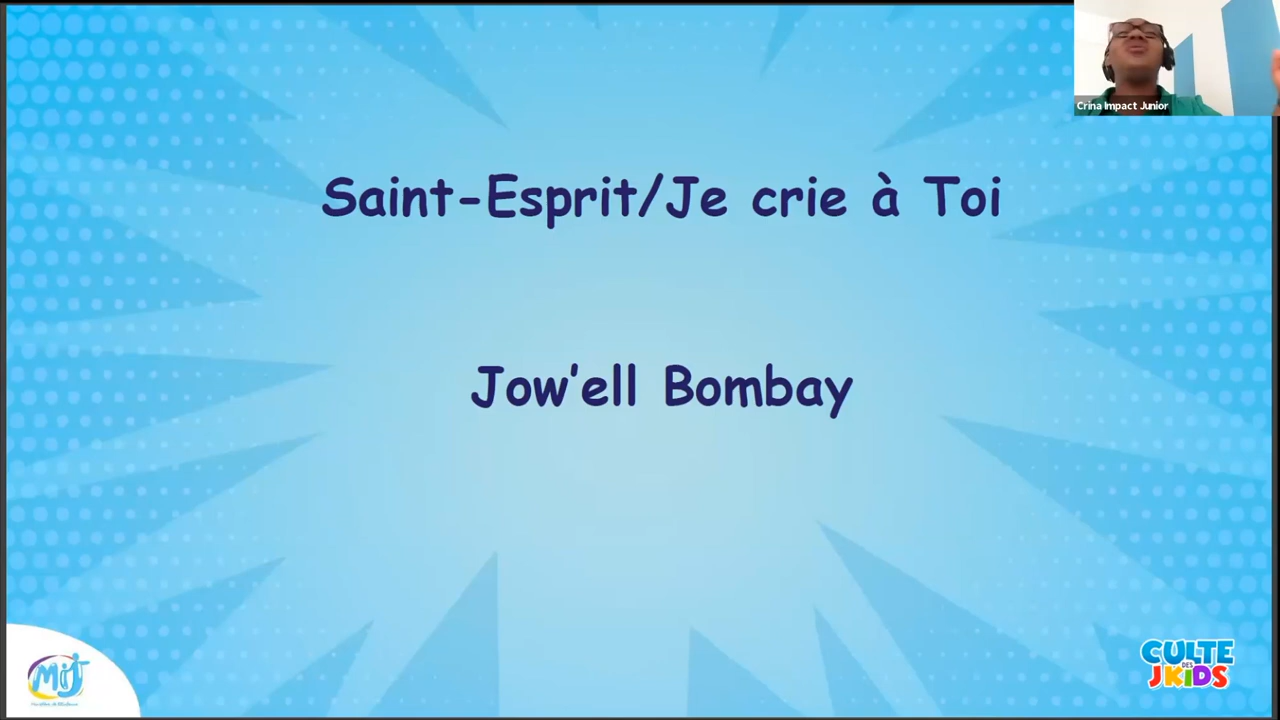 Crina Impact Junior
Saint-Esprit/Je crie à Toi
Jow'ell Bombay
MIJ
CULTE
DES
JKIDS